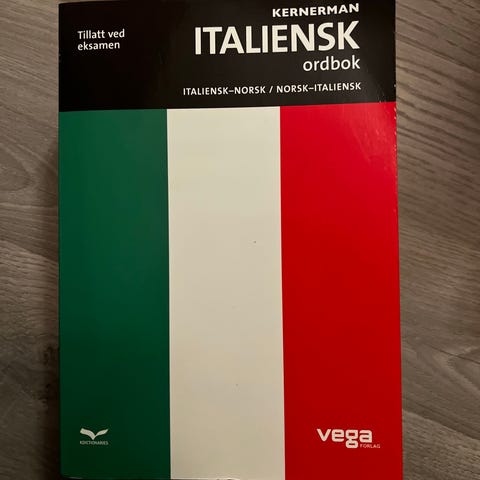 Tillatt ved
eksamen
KERNERMAN
ITALIENSK
ordbok
ITALIENSK–NORSK / NORSK–ITALIENSK
KDICTIONARIES
vega
FORLAG